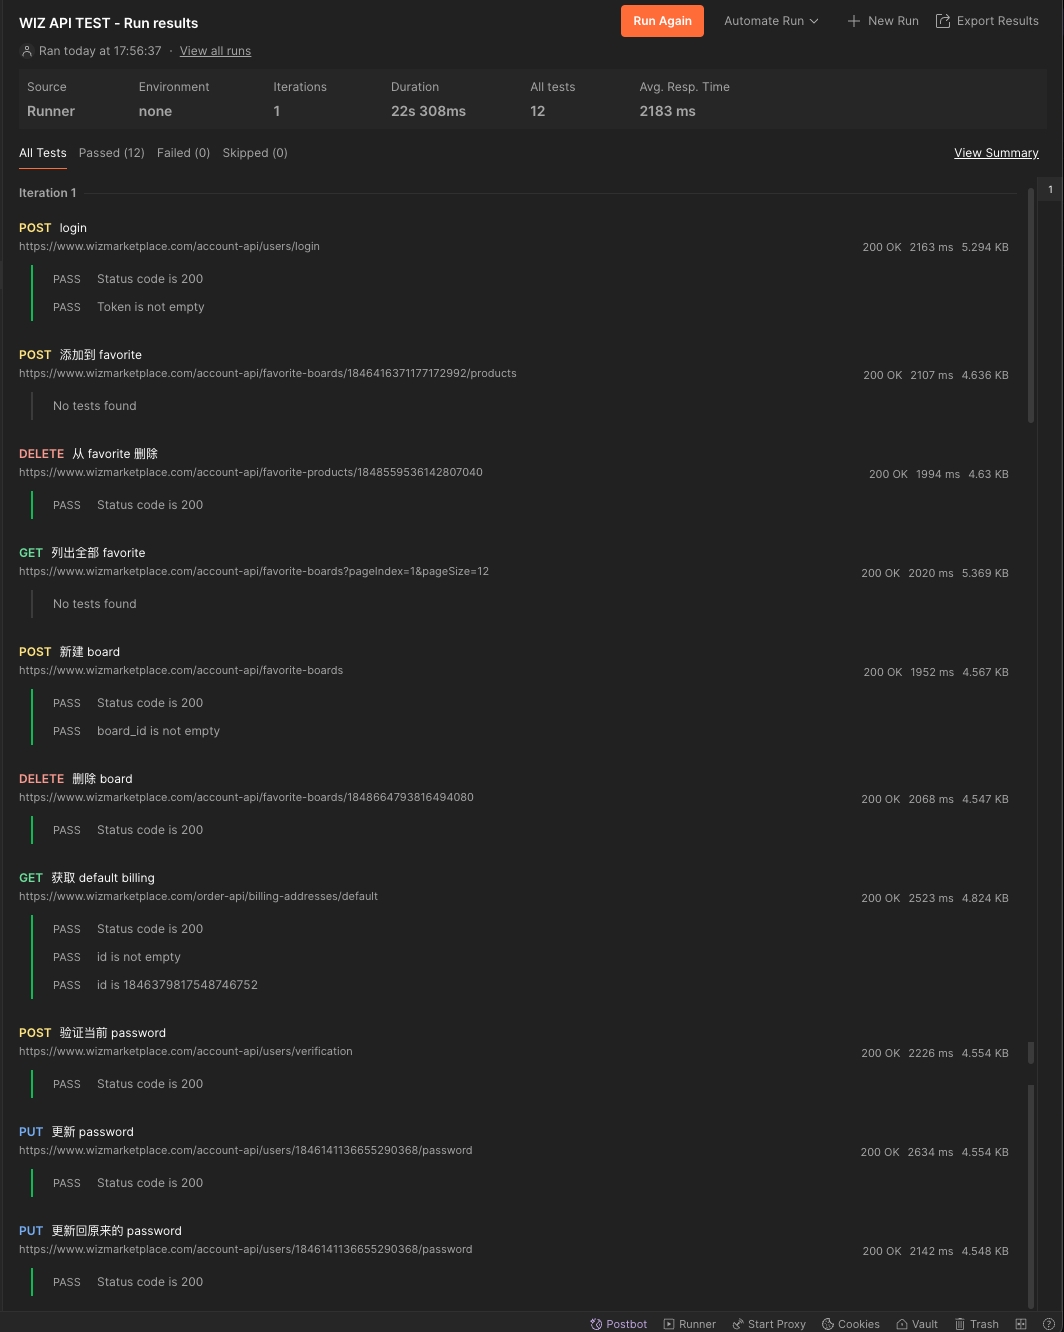 WIZ API TEST - Run results
Run Again
Automate Run
New Run
Export Results
Ran today at 17:56:37 · View all runs
Source Environment Iterations Duration All tests Avg. Resp. Time
Runner none 1 22s 308ms 12 2183 ms
All Tests Passed (12) Failed (0) Skipped (0) View Summary
Iteration 1
1
POST login
https://www.wizmarketplace.com/account-api/users/login 200 OK 2163 ms 5.294 KB
PASS Status code is 200
PASS Token is not empty
POST 添加到 favorite
https://www.wizmarketplace.com/account-api/favorite-boards/1846416371177172992/products 200 OK 2107 ms 4.636 KB
No tests found
DELETE 从 favorite 删除
https://www.wizmarketplace.com/account-api/favorite-products/1848559536142807040 200 OK 1994 ms 4.63 KB
PASS Status code is 200
GET 列出全部 favorite
https://www.wizmarketplace.com/account-api/favorite-boards?pageIndex=1&pageSize=12 200 OK 2020 ms 5.369 KB
No tests found
POST 新建 board
https://www.wizmarketplace.com/account-api/favorite-boards 200 OK 1952 ms 4.567 KB
PASS Status code is 200
PASS board_id is not empty
DELETE 删除 board
https://www.wizmarketplace.com/account-api/favorite-boards/1848664793816494080 200 OK 2068 ms 4.547 KB
PASS Status code is 200
GET 获取 default billing
https://www.wizmarketplace.com/order-api/billing-addresses/default 200 OK 2523 ms 4.824 KB
PASS Status code is 200
PASS id is not empty
PASS id is 1846379817548746752
POST 验证当前 password
https://www.wizmarketplace.com/account-api/users/verification 200 OK 2226 ms 4.554 KB
PASS Status code is 200
PUT 更新 password
https://www.wizmarketplace.com/account-api/users/1846141136655290368/password 200 OK 2634 ms 4.554 KB
PASS Status code is 200
PUT 更新回原来的 password
https://www.wizmarketplace.com/account-api/users/1846141136655290368/password 200 OK 2142 ms 4.548 KB
PASS Status code is 200
Postbot Runner Start Proxy Cookies Vault Trash